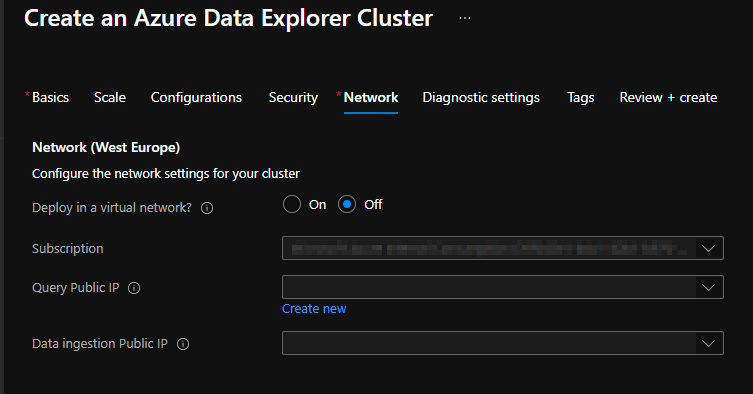 Create an Azure Data Explorer Cluster ...
* Basics Scale Configurations Security * Network Diagnostic settings Tags Review + create
Network (West Europe)
Configure the network settings for your cluster
Deploy in a virtual network? On Off
Subscription
Query Public IP
Create new
Data ingestion Public IP